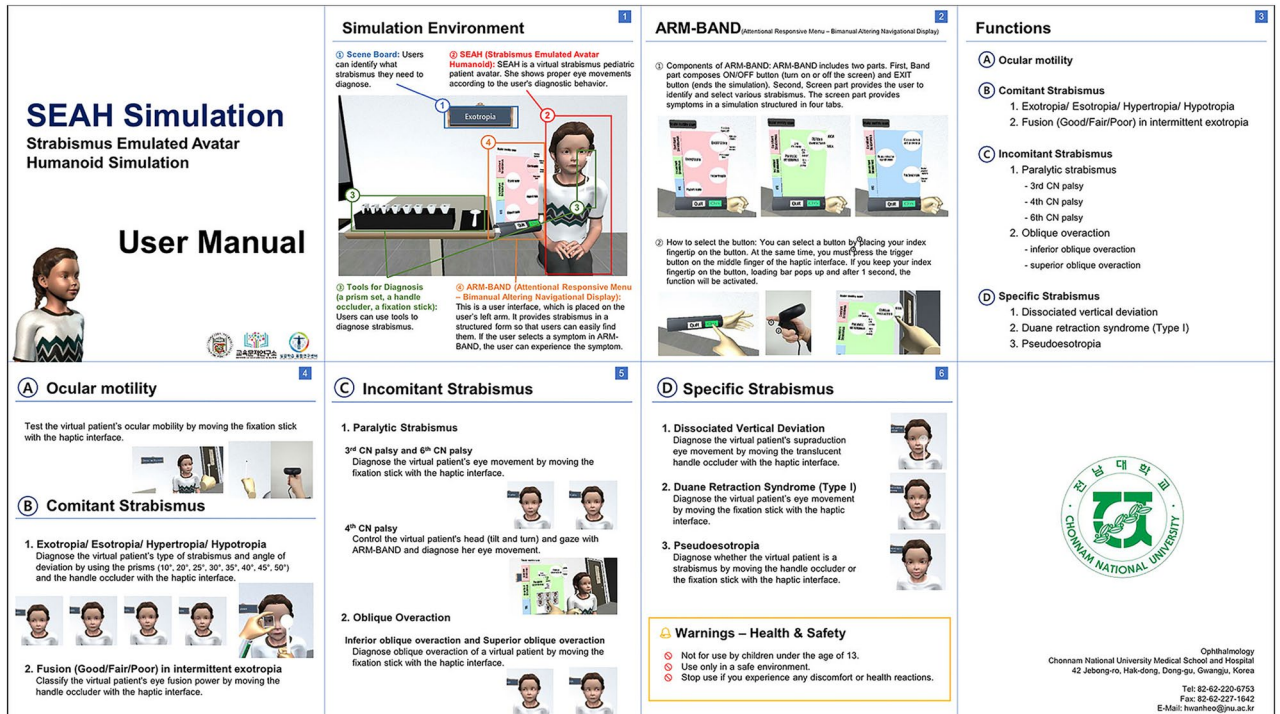 SEAH Simulation
Strabismus Emulated Avatar
Humanoid Simulation
User Manual
교육문제연구소
1
Simulation Environment
① Scene Board: Users
can identify what
strabismus they need to
diagnose.
② SEAH (Strabismus Emulated Avatar
Humanoid): SEAH is a virtual strabismus pediatric
patient avatar. She shows proper eye movements
according to the user's diagnostic behavior.
1
Exotropia
2
4
3
3
Quit
③ Tools for Diagnosis
(a prism set, a handle
occluder, a fixation stick):
Users can use tools to
diagnose strabismus.
④ ARM-BAND (Attentional Responsive Menu
– Bimanual Altering Navigational Display):
This is a user interface, which is placed on the
user's left arm. It provides strabismus in a
structured form so that users can easily find
them. If the user selects a symptom in ARM-
BAND, the user can experience the symptom.
2
ARM-BAND(Attentional Responsive Menu – Bimanual Altering Navigational Display)
① Components of ARM-BAND: ARM-BAND includes two parts. First, Band
part composes ON/OFF button (turn on or off the screen) and EXIT
button (ends the simulation). Second, Screen part provides the user to
identify and select various strabismus. The screen part provides
symptoms in a simulation structured in four tabs.
Quit
Quit
Quit
② How to select the button: You can select a button by placing your index
fingertip on the button. At the same time, you must press the trigger
button on the middle finger of the haptic interface. If you keep your index
fingertip on the button, loading bar pops up and after 1 second, the
function will be activated.
3
Functions
Ⓐ Ocular motility
Ⓑ Comitant Strabismus
1. Exotropia/ Esotropia/ Hypertropia/ Hypotropia
2. Fusion (Good/Fair/Poor) in intermittent exotropia
Ⓒ Incomitant Strabismus
1. Paralytic strabismus
- 3rd CN palsy
- 4th CN palsy
- 6th CN palsy
2. Oblique overaction
- inferior oblique overaction
- superior oblique overaction
Ⓓ Specific Strabismus
1. Dissociated vertical deviation
2. Duane retraction syndrome (Type I)
3. Pseudoesotropia
4
Ⓐ Ocular motility
Test the virtual patient's ocular mobility by moving the fixation stick
with the haptic interface.
Ⓑ Comitant Strabismus
1. Exotropia/ Esotropia/ Hypertropia/ Hypotropia
Diagnose the virtual patient's type of strabismus and angle of
deviation by using the prisms (10°, 20°, 25°, 30°, 35°, 40°, 45°, 50°)
and the handle occluder with the haptic interface.
2. Fusion (Good/Fair/Poor) in intermittent exotropia
Classify the virtual patient's eye fusion power by moving the
handle occluder with the haptic interface.
5
Ⓒ Incomitant Strabismus
1. Paralytic Strabismus
3rd CN palsy and 6th CN palsy
Diagnose the virtual patient's eye movement by moving the
fixation stick with the haptic interface.
4th CN palsy
Control the virtual patient's head (tilt and turn) and gaze with
ARM-BAND and diagnose her eye movement.
2. Oblique Overaction
Inferior oblique overaction and Superior oblique overaction
Diagnose oblique overaction of a virtual patient by moving the
fixation stick with the haptic interface.
6
Ⓓ Specific Strabismus
1. Dissociated Vertical Deviation
Diagnose the virtual patient's supraduction
eye movement by moving the translucent
handle occluder with the haptic interface.
2. Duane Retraction Syndrome (Type I)
Diagnose the virtual patient's eye movement
by moving the fixation stick with the haptic
interface.
3. Pseudoesotropia
Diagnose whether the virtual patient is a
strabismus by moving the handle occluder or
the fixation stick with the haptic interface.
Warnings – Health & Safety
Not for use by children under the age of 13.
Use only in a safe environment.
Stop use if you experience any discomfort or health reactions.
전남대학교
CHONNAM NATIONAL UNIVERSITY
Ophthalmology
Chonnam National University Medical School and Hospital
42 Jebong-ro, Hak-dong, Dong-gu, Gwangju, Korea
Tel: 82-62-220-6753
Fax: 82-62-227-1642
E-Mail: hwanheo@jnu.ac.kr